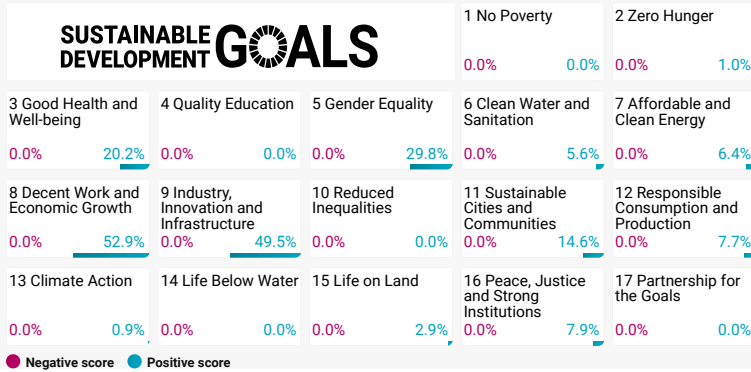 SUSTAINABLE
DEVELOPMENT GOALS
1 No Poverty
0.0% 0.0%
2 Zero Hunger
0.0% 1.0%
3 Good Health and
Well-being
0.0% 20.2%
4 Quality Education
0.0% 0.0%
5 Gender Equality
0.0% 29.8%
6 Clean Water and
Sanitation
0.0% 5.6%
7 Affordable and
Clean Energy
0.0% 6.4%
8 Decent Work and
Economic Growth
0.0% 52.9%
9 Industry,
Innovation and
Infrastructure
0.0% 49.5%
10 Reduced
Inequalities
0.0% 0.0%
11 Sustainable
Cities and
Communities
0.0% 14.6%
12 Responsible
Consumption and
Production
0.0% 7.7%
13 Climate Action
0.0% 0.9%
14 Life Below Water
0.0% 0.0%
15 Life on Land
0.0% 2.9%
16 Peace, Justice
and Strong
Institutions
0.0% 7.9%
17 Partnership for
the Goals
0.0% 0.0%
Negative score Positive score